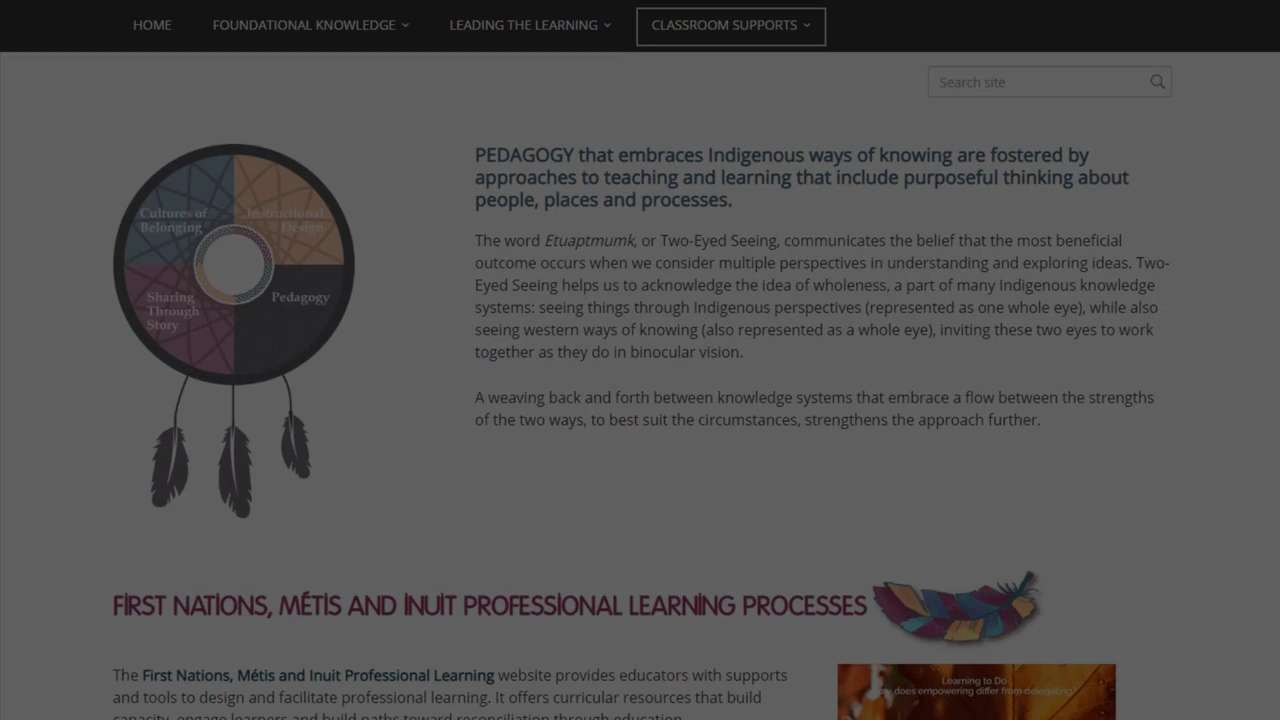 HOME
FOUNDATIONAL KNOWLEDGE
LEADING THE LEARNING
CLASSROOM SUPPORTS
Search site
Cultures of
Belonging
Instructional
Design
Sharing
Through
Story
Pedagogy
PEDAGOGY that embraces Indigenous ways of knowing are fostered by
approaches to teaching and learning that include purposeful thinking about
people, places and processes.
The word Etuaptmumk, or Two-Eyed Seeing, communicates the belief that the most beneficial
outcome occurs when we consider multiple perspectives in understanding and exploring ideas. Two-
Eyed Seeing helps us to acknowledge the idea of wholeness, a part of many Indigenous knowledge
systems: seeing things through Indigenous perspectives (represented as one whole eye), while also
seeing western ways of knowing (also represented as a whole eye), inviting these two eyes to work
together as they do in binocular vision.
A weaving back and forth between knowledge systems that embrace a flow between the strengths
of the two ways, to best suit the circumstances, strengthens the approach further.
FIRST NATIONS, MÉTIS AND INUIT PROFESSIONAL LEARNING PROCESSES
The First Nations, Métis and Inuit Professional Learning website provides educators with supports
and tools to design and facilitate professional learning. It offers curricular resources that build
capacity, engage learners and build paths toward reconciliation through education.
Learning to Do
does empowering differ from delegating?